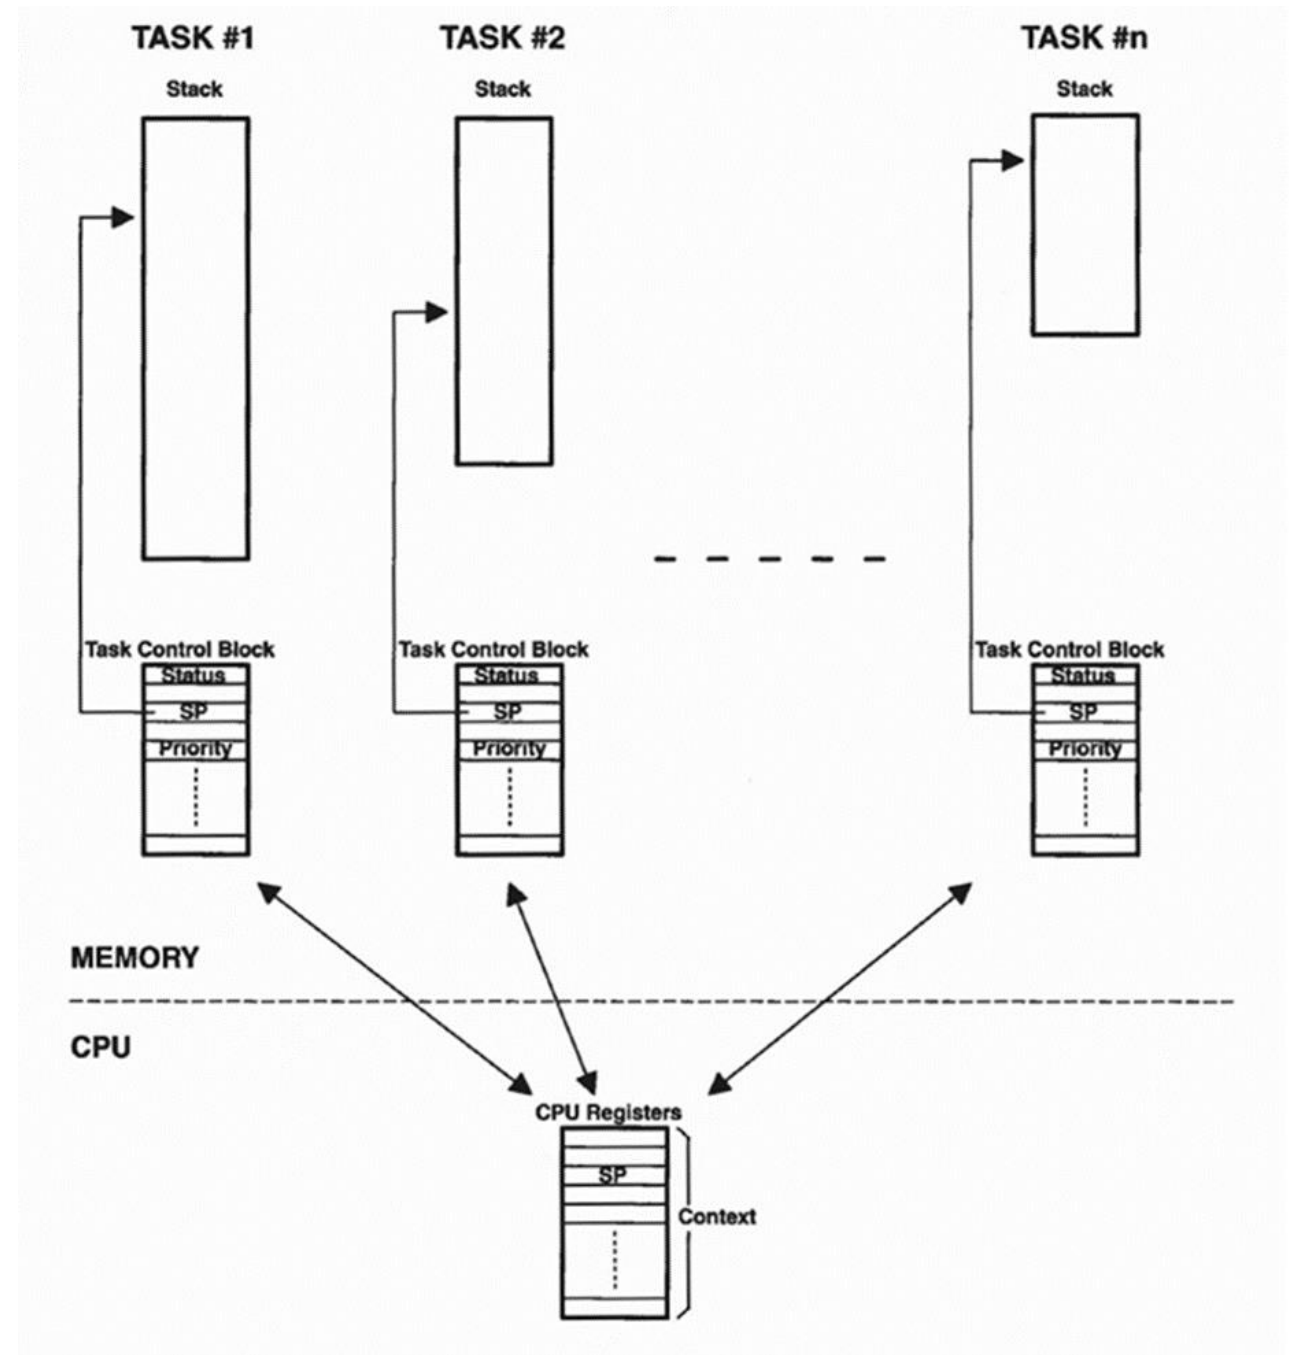 TASK #1 TASK #2 TASK #n
Stack Stack Stack
Task Control Block Task Control Block Task Control Block
Status Status Status
SP SP SP
Priority Priority Priority
MEMORY
CPU
CPU Registers
SP
Context